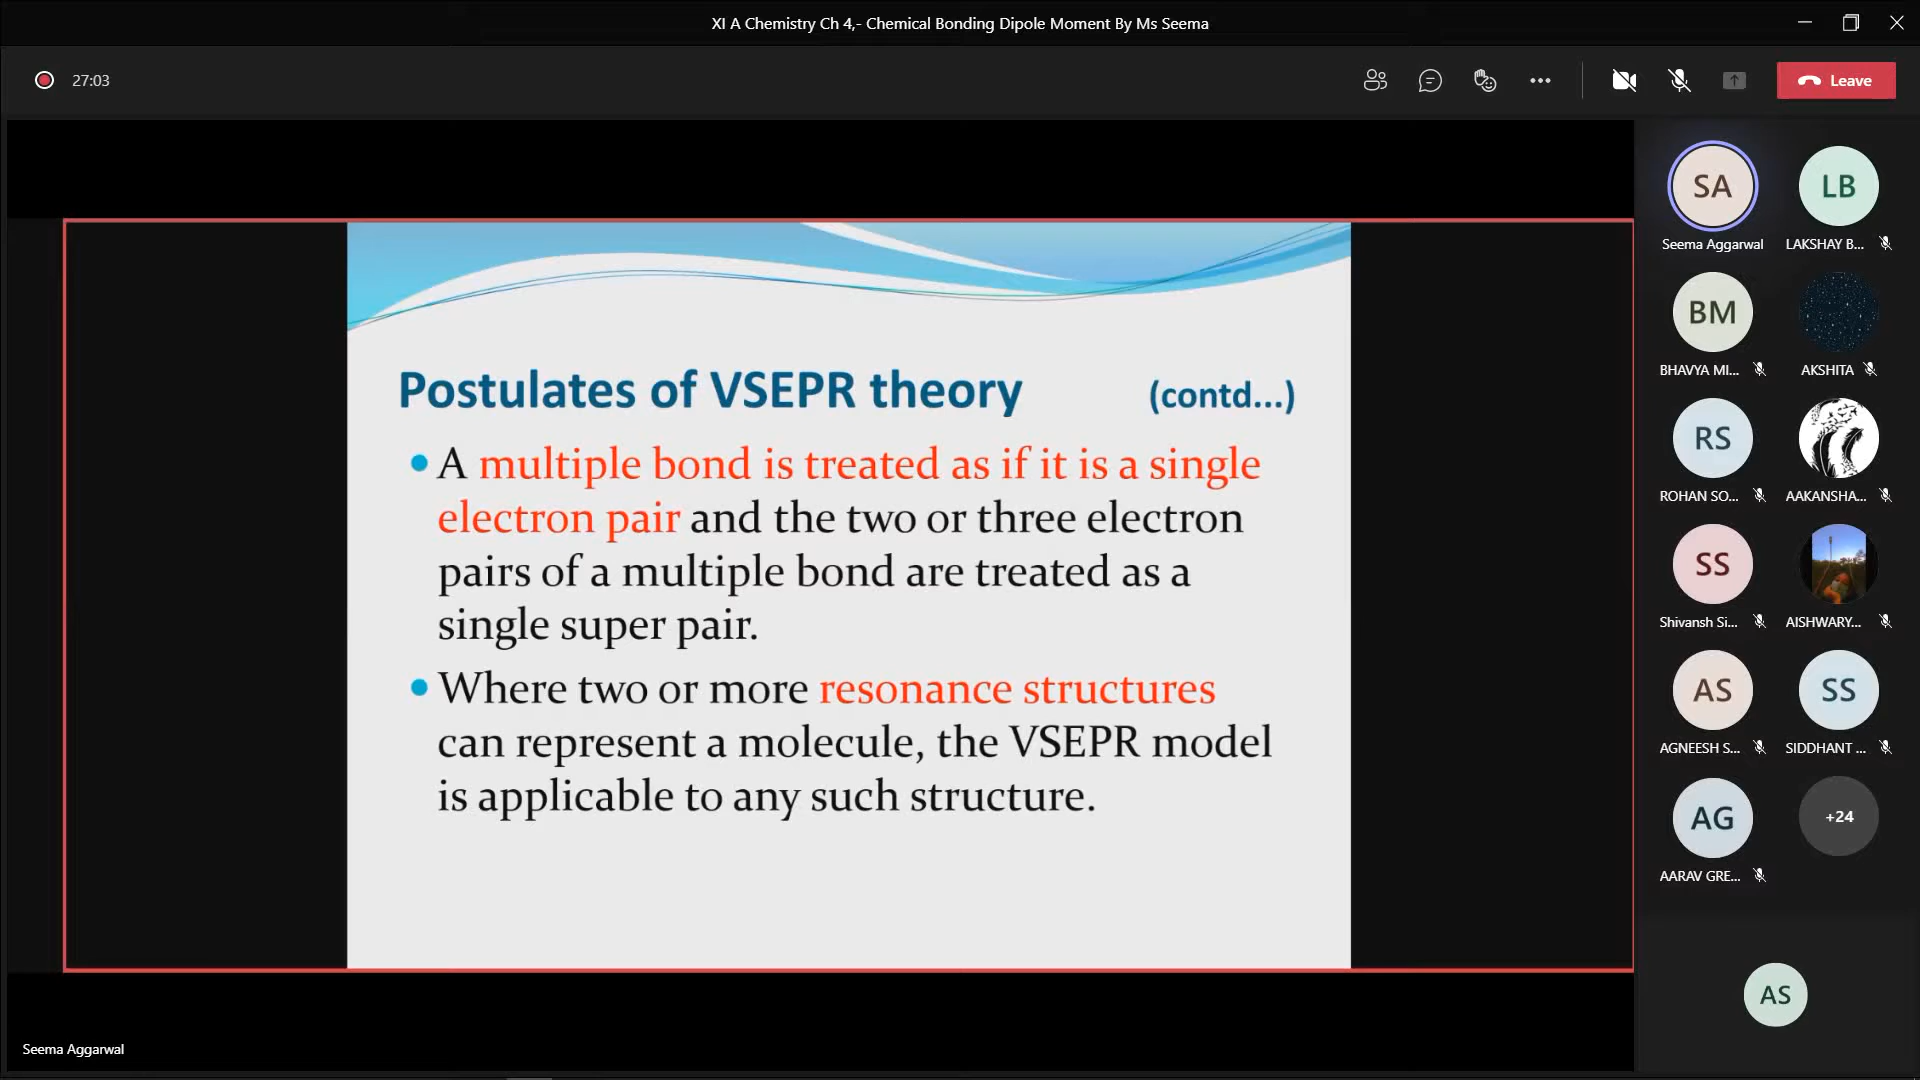 XI A Chemistry Ch 4,- Chemical Bonding Dipole Moment By Ms Seema
27:03
Leave
Postulates of VSEPR theory (contd...)
A multiple bond is treated as if it is a single
electron pair and the two or three electron
pairs of a multiple bond are treated as a
single super pair.
Where two or more resonance structures
can represent a molecule, the VSEPR model
is applicable to any such structure.
SA LB
Seema Aggarwal LAKSHAY B...
BM
BHAVYA MI... AKSHITA
RS
ROHAN SO... AAKANSHA...
SS
Shivansh Si... AISHWARY...
AS SS
AGNEESH S... SIDDHANT ...
AG +24
AARAV GRE...
AS
Seema Aggarwal